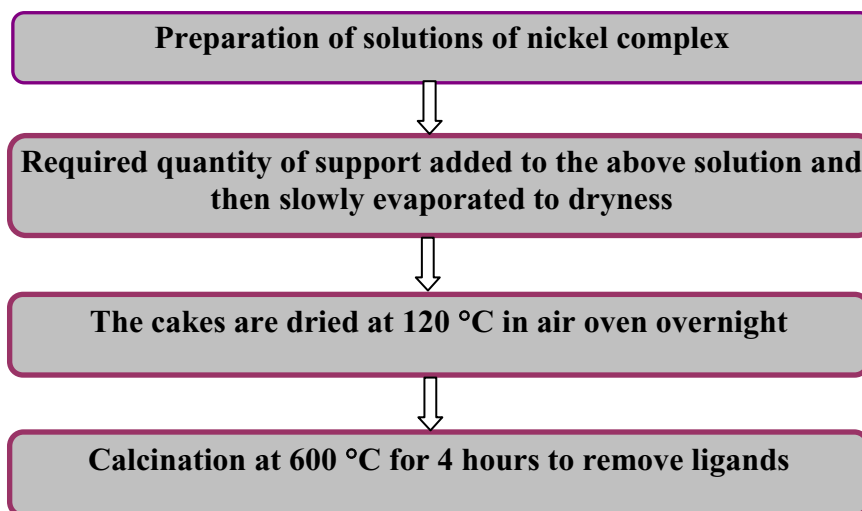 Preparation of solutions of nickel complex
Required quantity of support added to the above solution and
then slowly evaporated to dryness
The cakes are dried at 120 °C in air oven overnight
Calcination at 600 °C for 4 hours to remove ligands